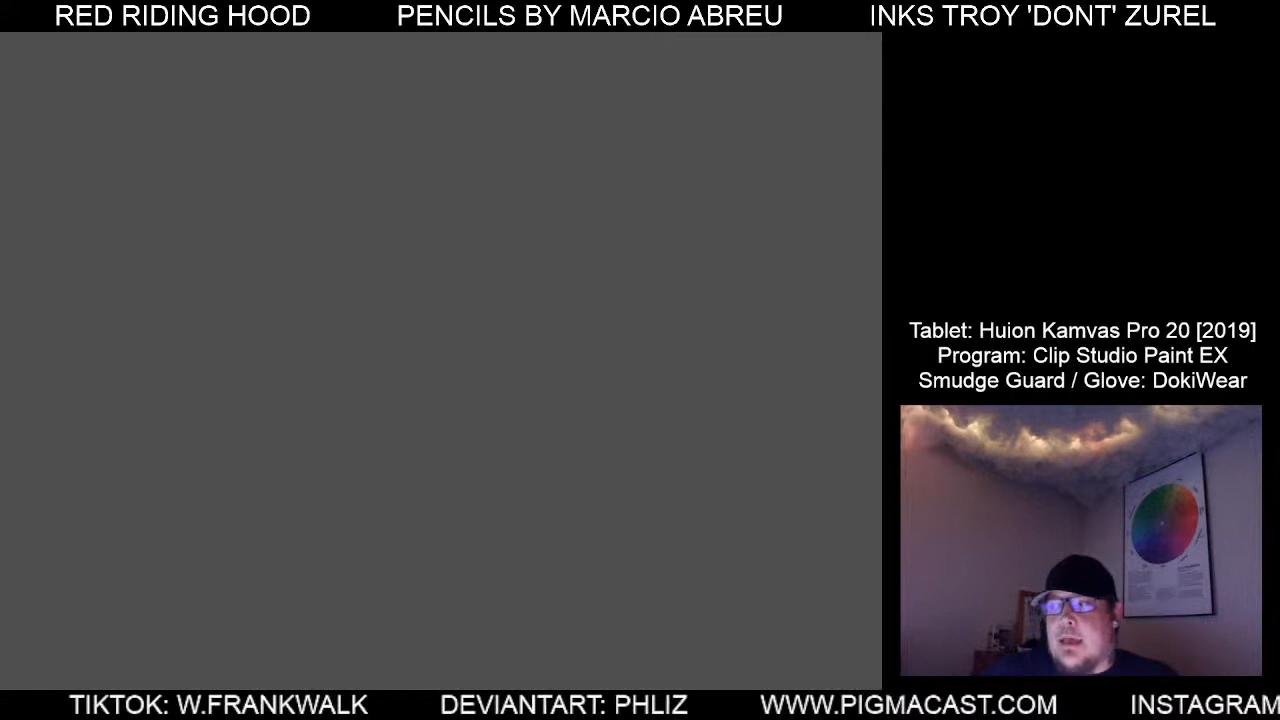 RED RIDING HOOD PENCILS BY MARCIO ABREU INKS TROY 'DONT' ZUREL
Tablet: Huion Kamvas Pro 20 [2019]
Program: Clip Studio Paint EX
Smudge Guard / Glove: DokiWear
TIKTOK: W.FRANKWALK DEVIANTART: PHLIZ WWW.PIGMACAST.COM INSTAGRAM